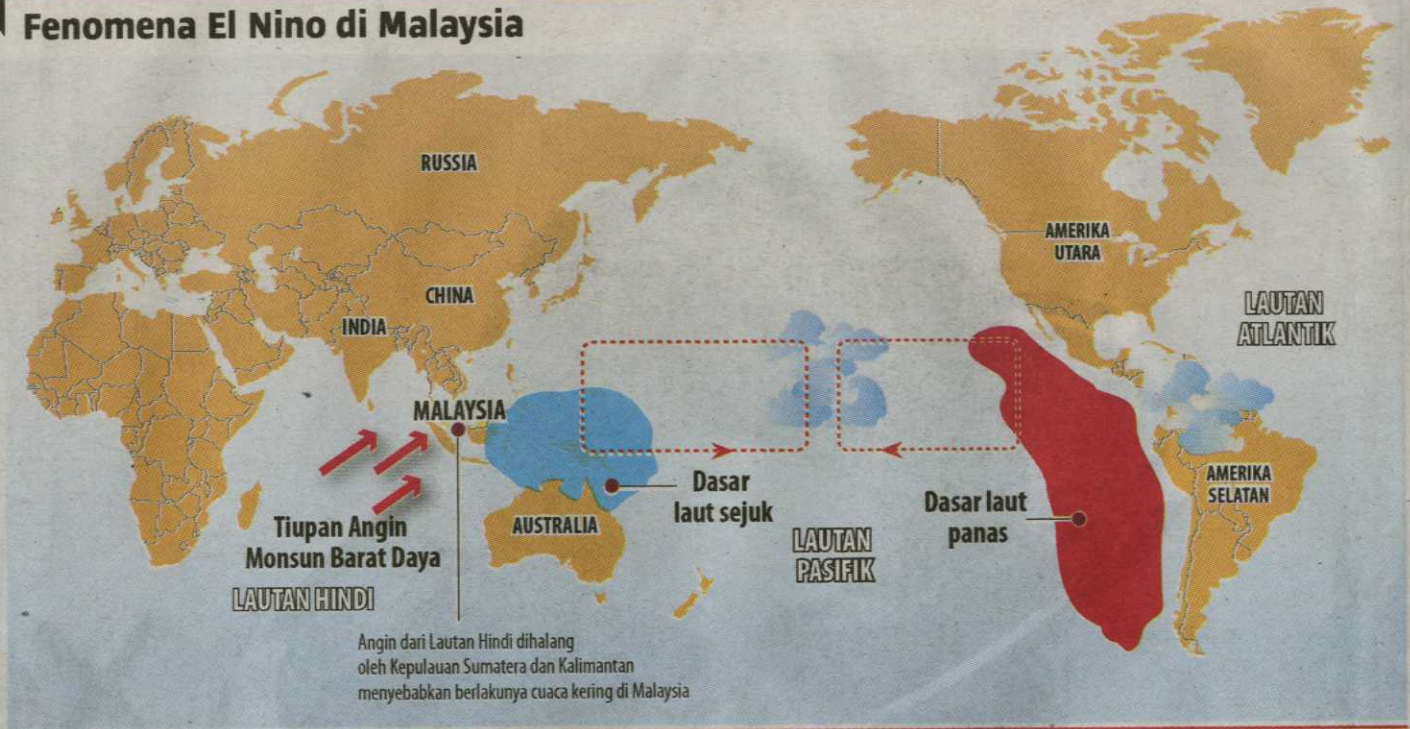 Fenomena El Nino di Malaysia
RUSSIA
CHINA
INDIA
MALAYSIA
AMERIKA
UTARA
LAUTAN
ATLANTIK
Tiupan Angin
Monsun Barat Daya
LAUTAN HINDI
AUSTRALIA
Dasar
laut sejuk
LAUTAN
PASIFIK
Dasar laut
panas
AMERIKA
SELATAN
Angin dari Lautan Hindi dihalang
oleh Kepulauan Sumatera dan Kalimantan
menyebabkan berlakunya cuaca kering di Malaysia